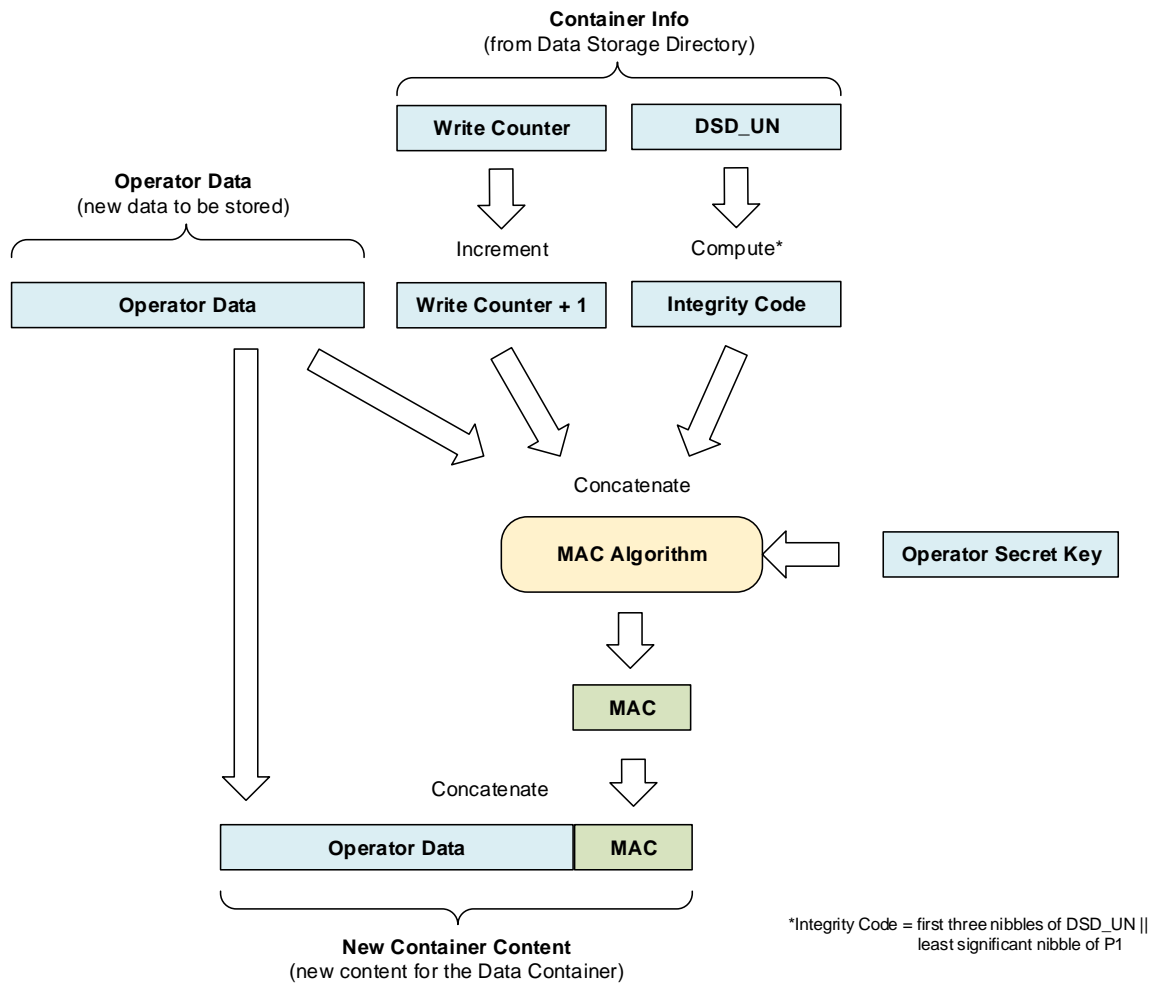 Container Info
(from Data Storage Directory)
Write Counter
DSD_UN
Operator Data
(new data to be stored)
Increment
Compute*
Operator Data
Write Counter + 1
Integrity Code
Concatenate
MAC Algorithm
Operator Secret Key
MAC
Concatenate
Operator Data
MAC
New Container Content
(new content for the Data Container)
*Integrity Code = first three nibbles of DSD_UN ||
least significant nibble of P1